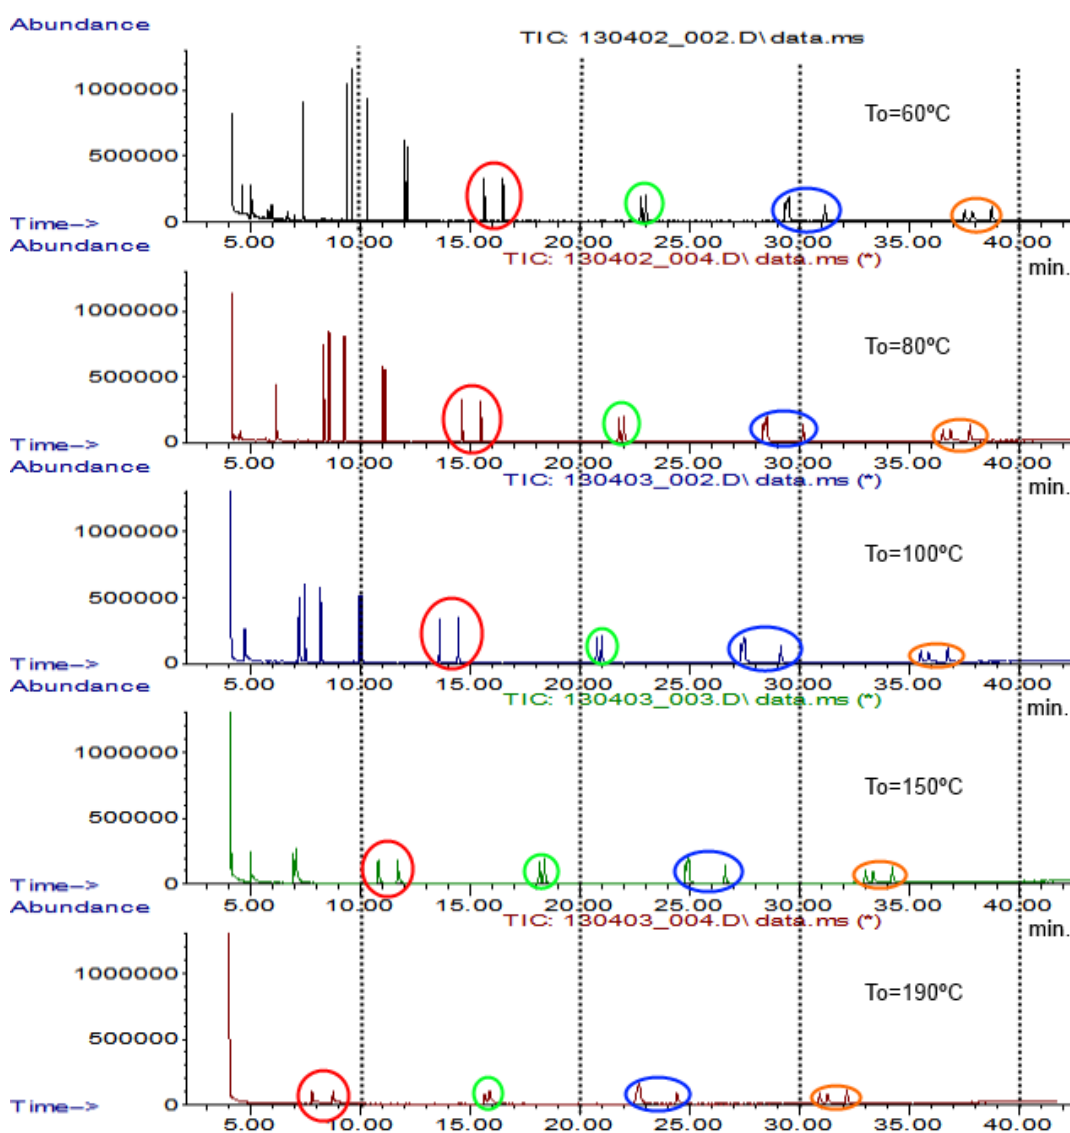 Abundance
TIC: 130402_002.D\ data.ms
1000000
To=60ºC
500000
0
Time-->
5.00 10.00 15.00 20.00 25.00 30.00 35.00 40.00
Abundance
TIC: 130402_004.D\ data.ms (*)
min.
1000000
To=80ºC
500000
0
Time-->
5.00 10.00 15.00 20.00 25.00 30.00 35.00 40.00
Abundance
TIC: 130403_002.D\ data.ms (*)
min.
1000000
To=100ºC
500000
0
Time-->
5.00 10.00 15.00 20.00 25.00 30.00 35.00 40.00
Abundance
TIC: 130403_003.D\ data.ms (*)
min.
1000000
To=150ºC
500000
0
Time-->
5.00 10.00 15.00 20.00 25.00 30.00 35.00 40.00
Abundance
TIC: 130403_004.D\ data.ms (*)
min.
1000000
To=190ºC
500000
0
Time-->
5.00 10.00 15.00 20.00 25.00 30.00 35.00 40.00